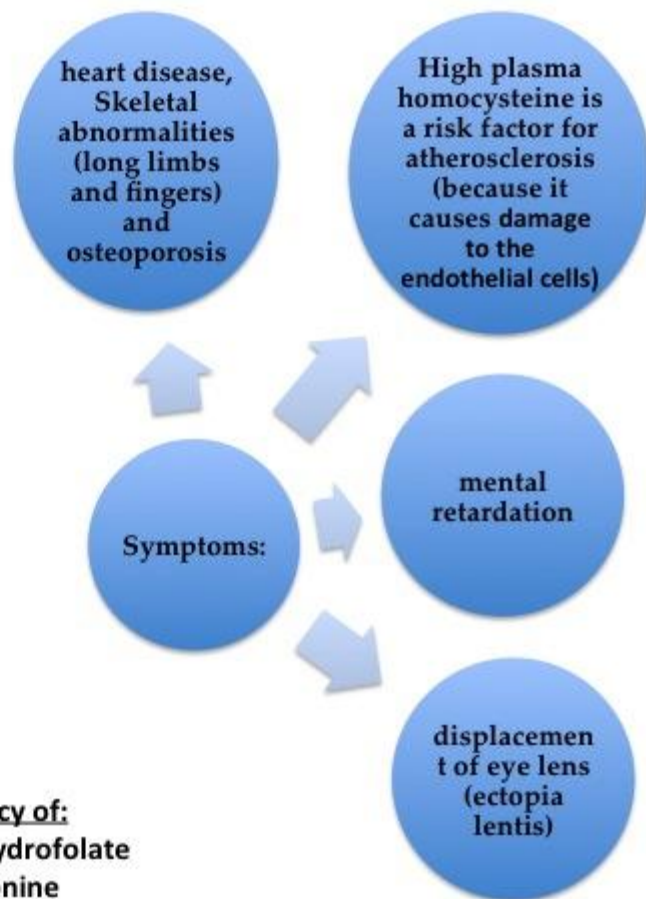 heart disease,
Skeletal
abnormalities
(long limbs
and fingers)
and
osteoporosis
High plasma
homocysteine is
a risk factor for
atherosclerosis
(because it
causes damage
to the
endothelial cells)
Symptoms:
mental
retardation
displacemen
t of eye lens
(ectopia
lentis)
cy of:
ydrofolate
onine